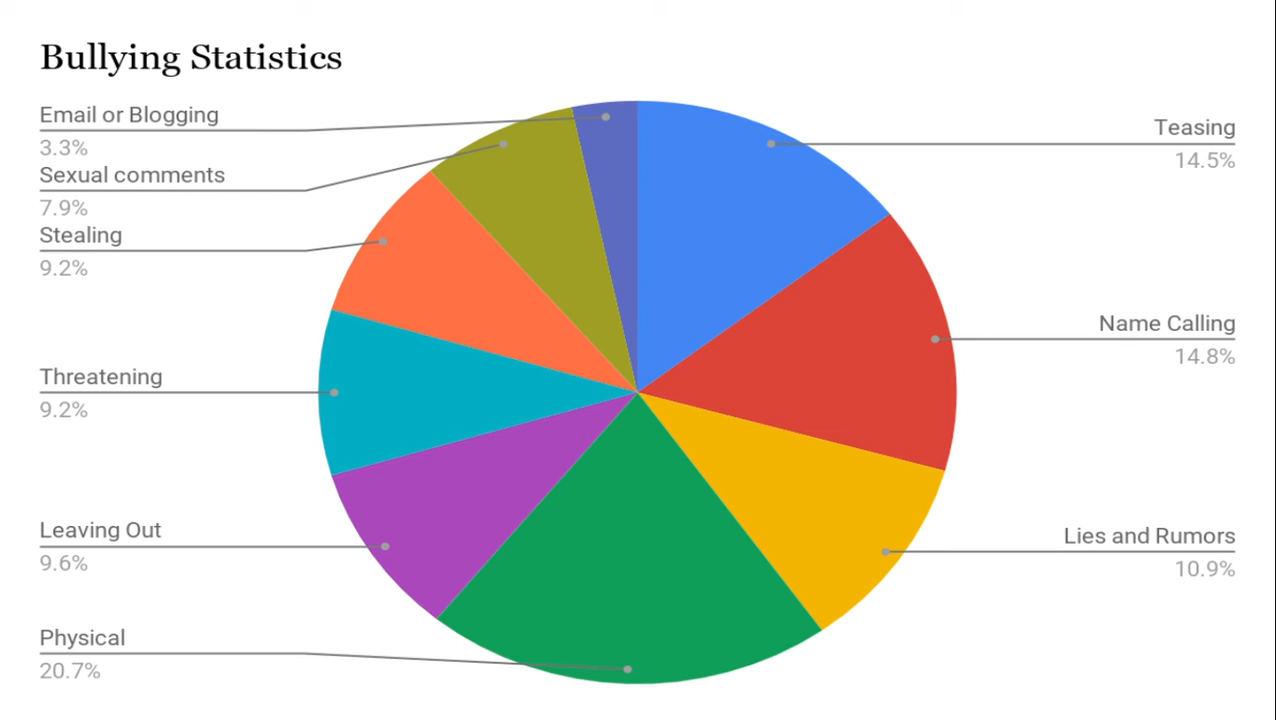 Bullying Statistics
Email or Blogging
3.3%
Sexual comments
7.9%
Stealing
9.2%
Threatening
9.2%
Leaving Out
9.6%
Physical
20.7%
Teasing
14.5%
Name Calling
14.8%
Lies and Rumors
10.9%